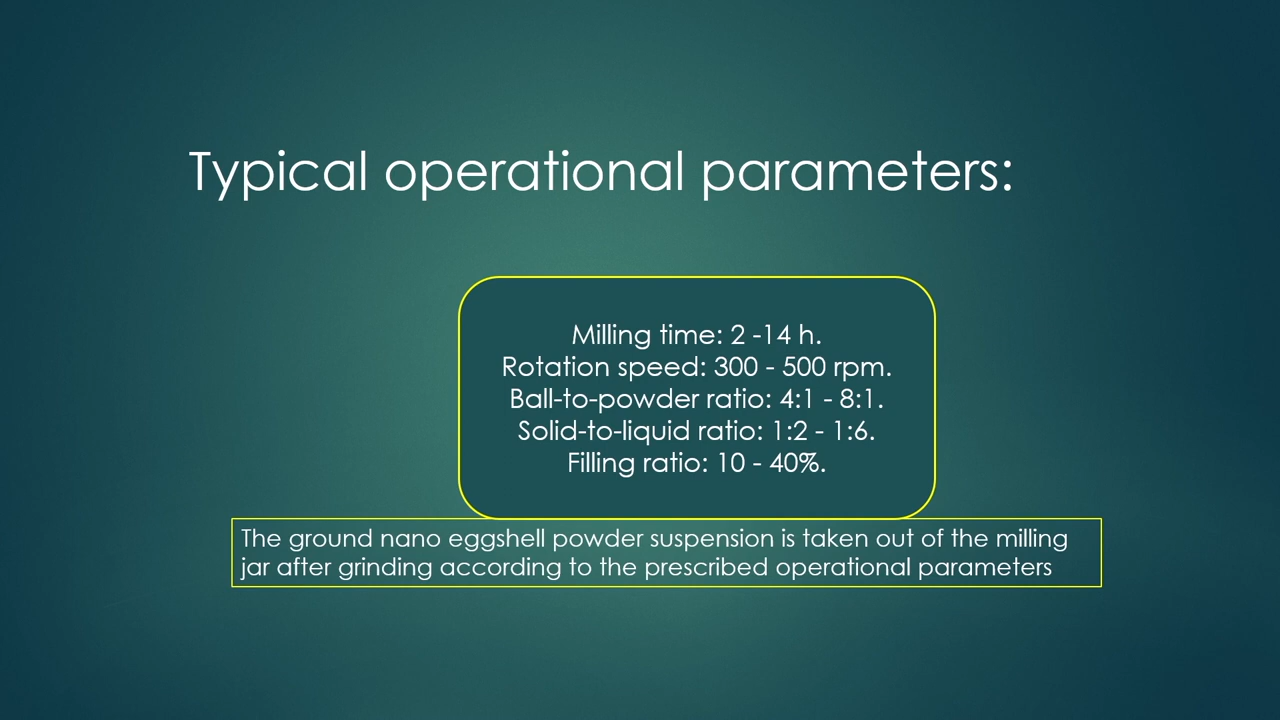 Typical operational parameters:
Milling time: 2 -14 h.
Rotation speed: 300 - 500 rpm.
Ball-to-powder ratio: 4:1 - 8:1.
Solid-to-liquid ratio: 1:2 - 1:6.
Filling ratio: 10 - 40%.
The ground nano eggshell powder suspension is taken out of the milling
jar after grinding according to the prescribed operational parameters